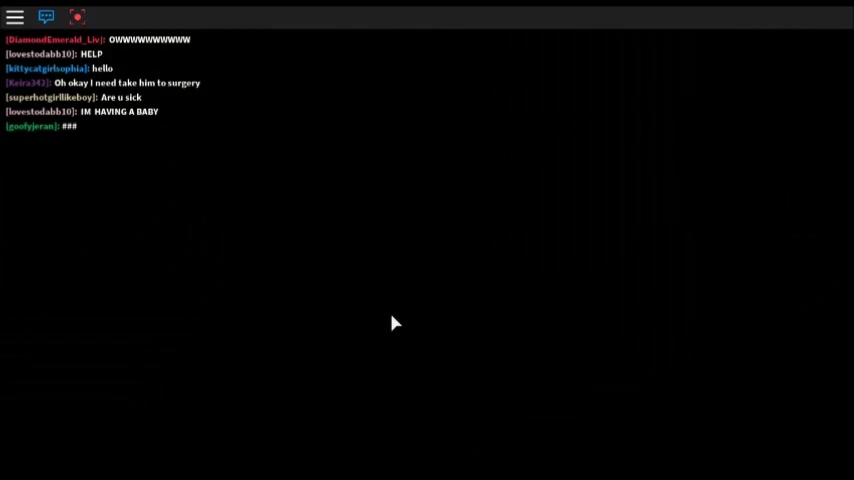 [DiamondEmerald_Liv]: OWWWWWWWWWW
[lovestodabb10]: HELP
[kittycatgirlsophia]: hello
[Keira343]: Oh okay I need take him to surgery
[superhotgirllikeboy]: Are u sick
[lovestodabb10]: IM HAVING A BABY
[goofyjeran]: ###